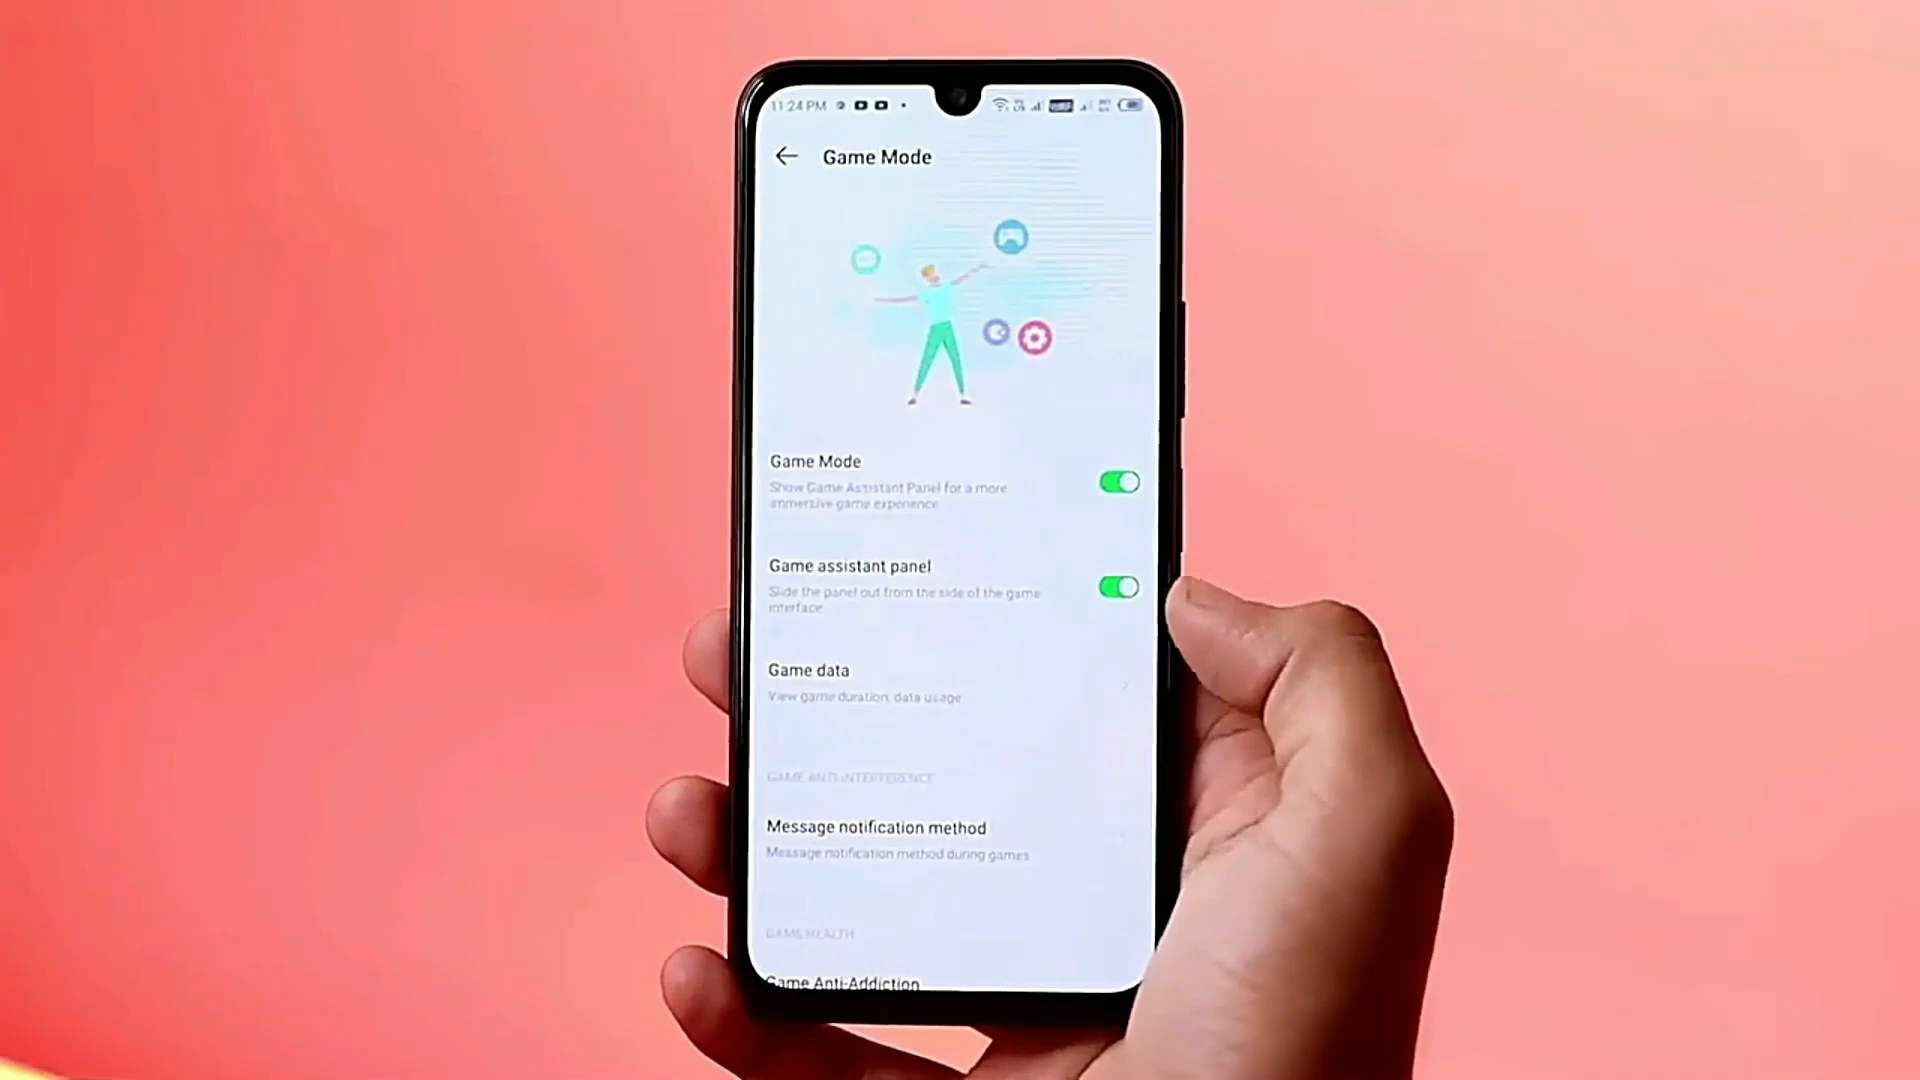 11:24 PM
Game Mode
Game Mode
Show Game Assistant Panel for a more
immersive game experience
Game assistant panel
Slide the panel out from the side of the game
interface
Game data
View game duration, data usage
GAME ANTI-INTERFERENCE
Message notification method
Message notification method during games
GAME HEALTH
Game Anti-Addiction